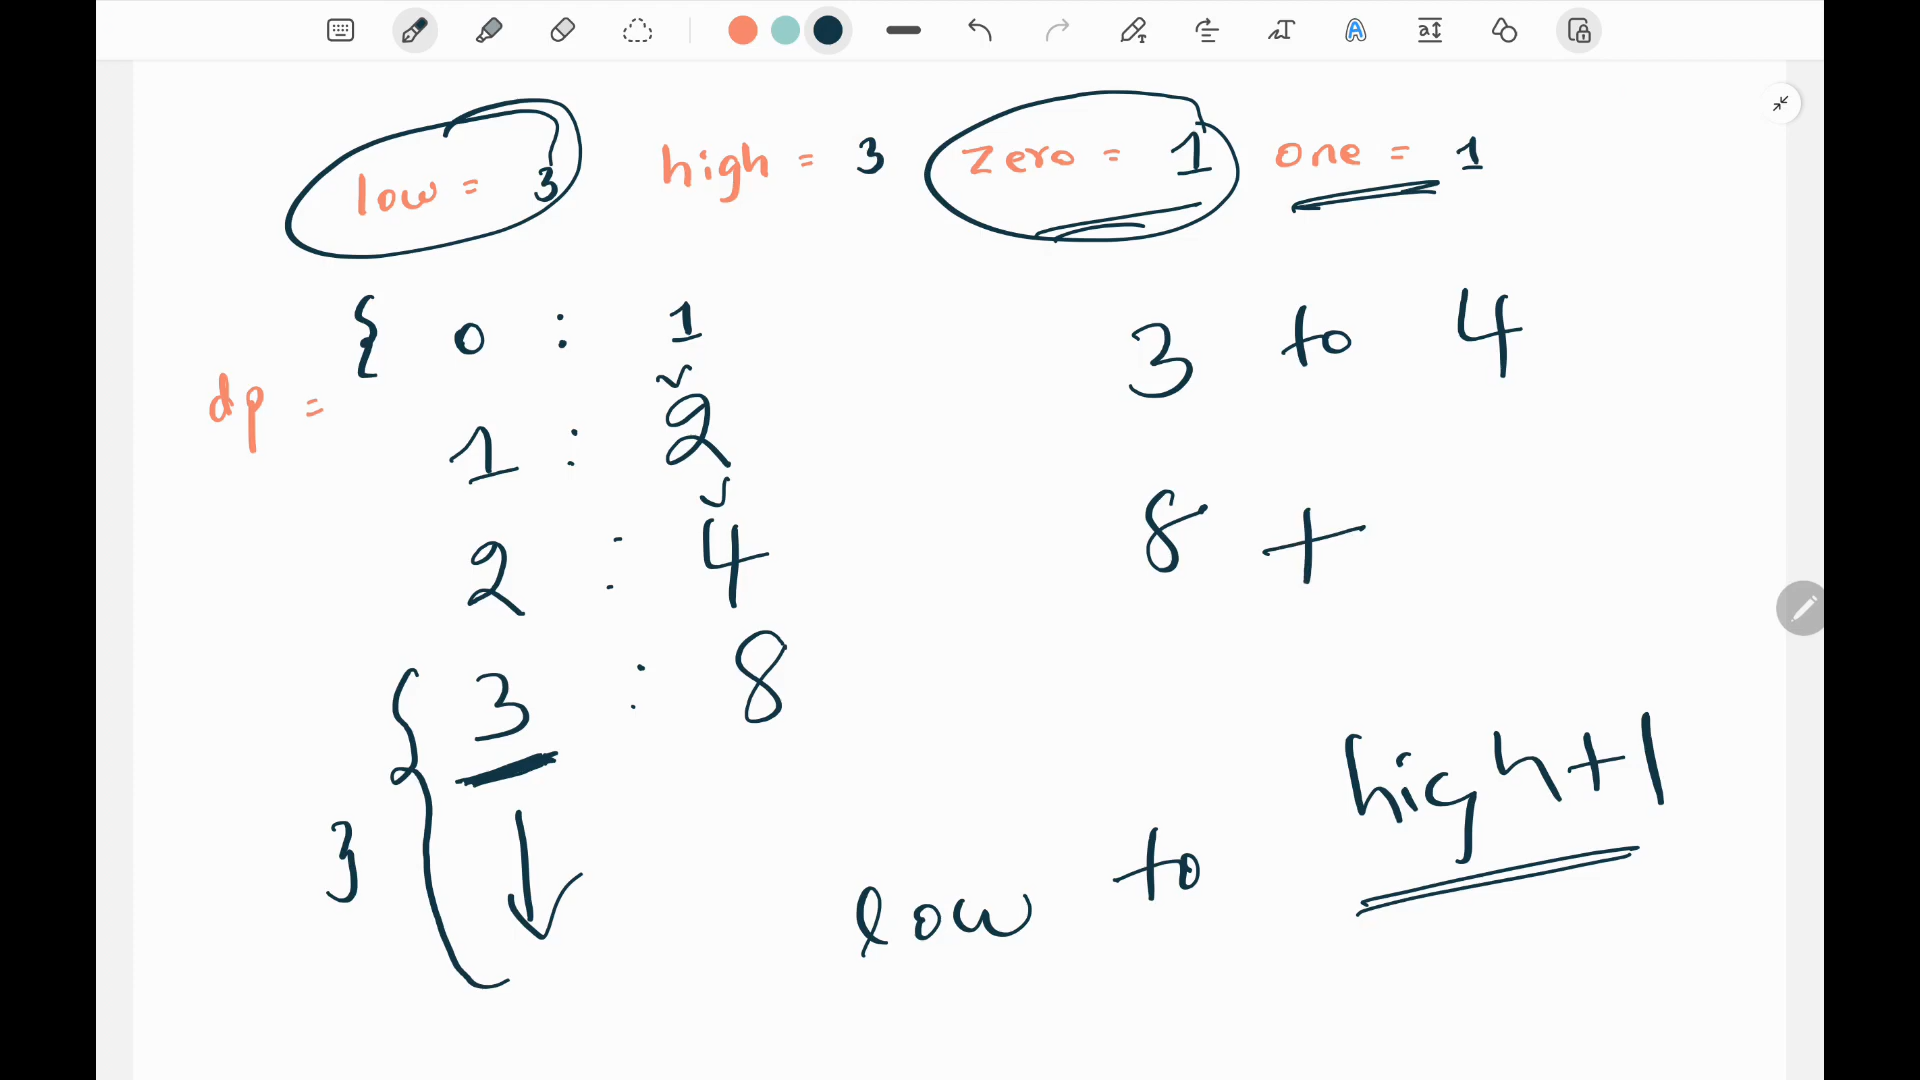 low = 3 high = 3 zero = 1 one = 1
dp = { 0 : 1
1 : 2
2 : 4
3 : 8
}
3 to 4
8 +
low to high+1